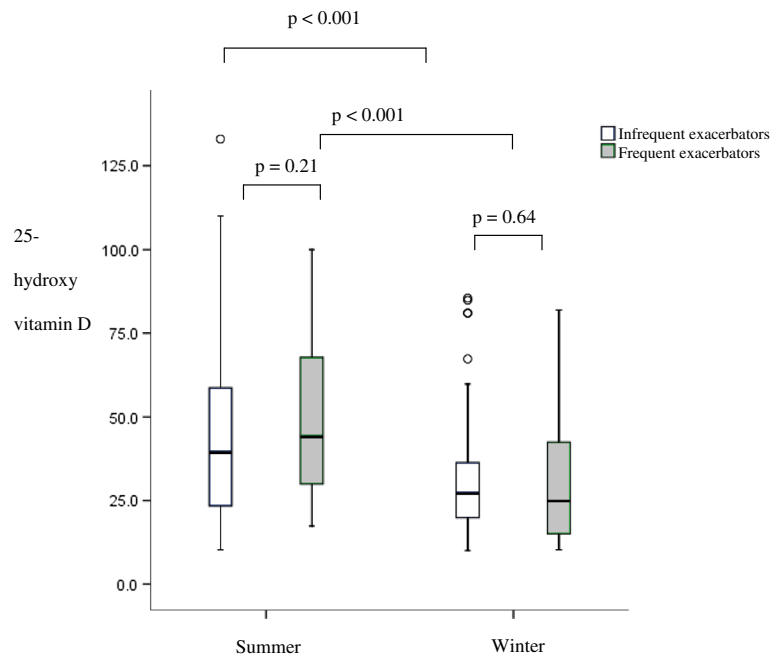 p < 0.001
p < 0.001
Infrequent exacerbators
Frequent exacerbators
p = 0.21
p = 0.64
25-
hydroxy
vitamin D
125.0
100.0
75.0
50.0
25.0
0.0
Summer
Winter